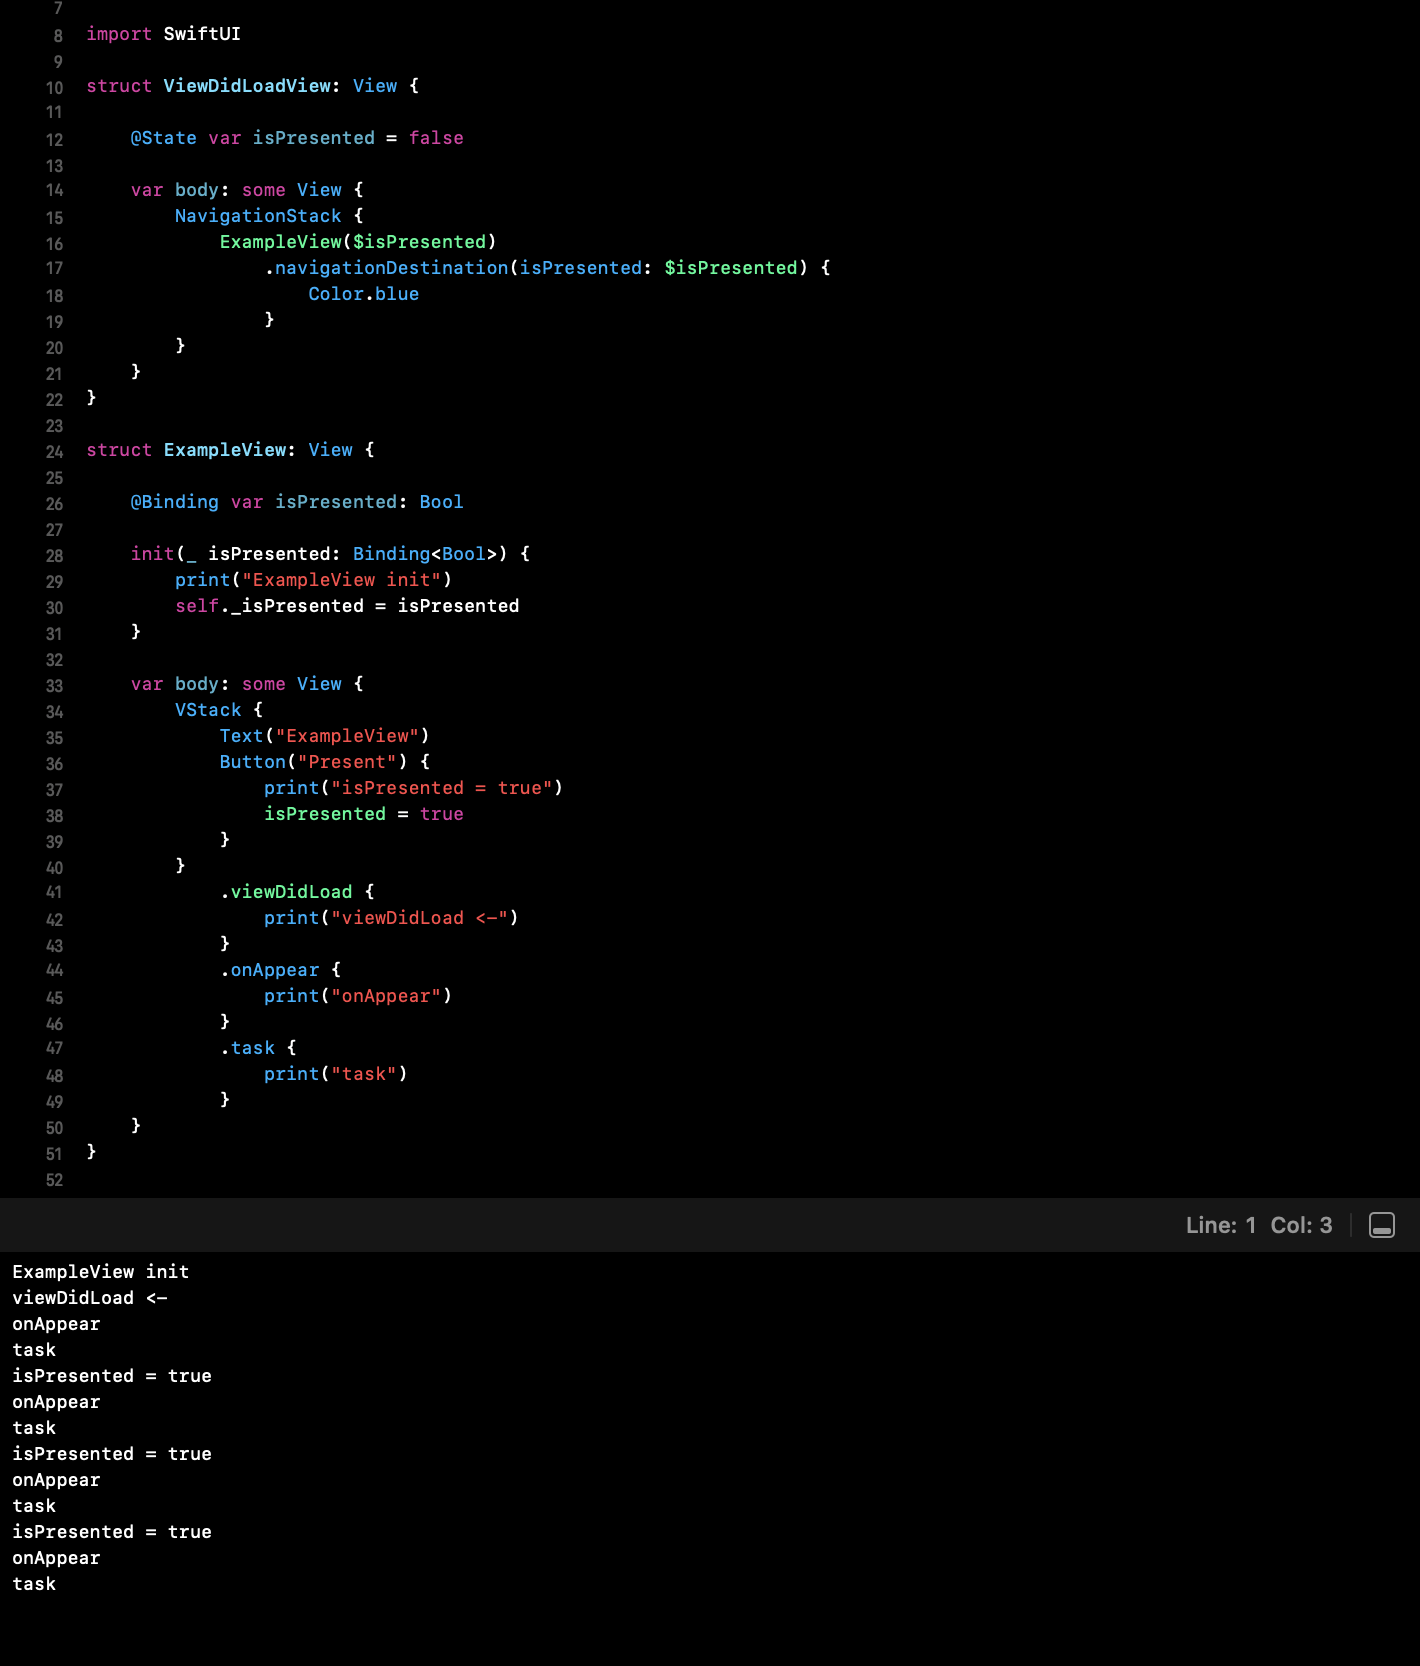 7
8 import SwiftUI
9
10 struct ViewDidLoadView: View {
11
12     @State var isPresented = false
13
14     var body: some View {
15         NavigationStack {
16             ExampleView($isPresented)
17                 .navigationDestination(isPresented: $isPresented) {
18                     Color.blue
19                 }
20         }
21     }
22 }
23
24 struct ExampleView: View {
25
26     @Binding var isPresented: Bool
27
28     init(_ isPresented: Binding<Bool>) {
29         print("ExampleView init")
30         self._isPresented = isPresented
31     }
32
33     var body: some View {
34         VStack {
35             Text("ExampleView")
36             Button("Present") {
37                 print("isPresented = true")
38                 isPresented = true
39             }
40         }
41             .viewDidLoad {
42                 print("viewDidLoad <-")
43             }
44             .onAppear {
45                 print("onAppear")
46             }
47             .task {
48                 print("task")
49             }
50     }
51 }
52
Line: 1 Col: 3
ExampleView init
viewDidLoad <-
onAppear
task
isPresented = true
onAppear
task
isPresented = true
onAppear
task
isPresented = true
onAppear
task